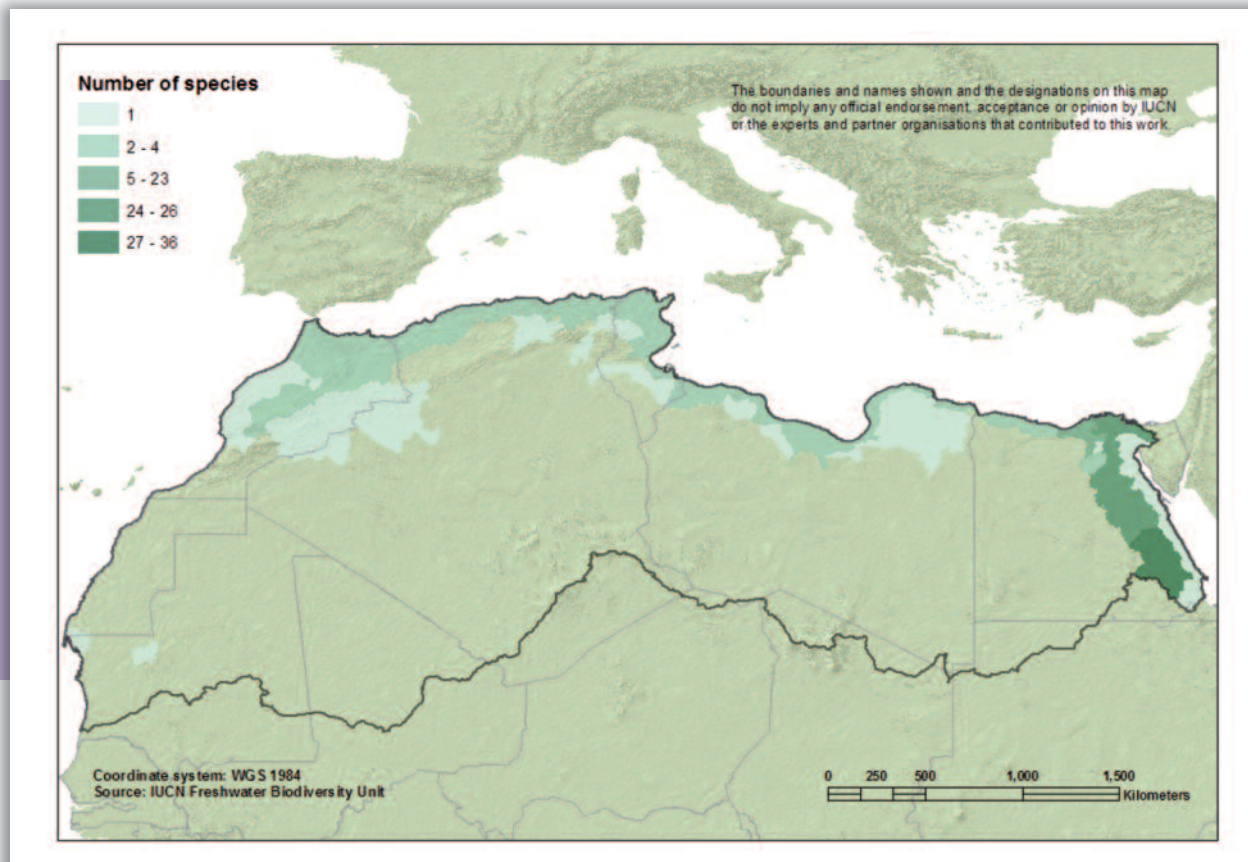 Number of species
1
2 - 4
5 - 23
24 - 26
27 - 36
The boundaries and names shown and the designations on this map
do not imply any official endorsement, acceptance or opinion by IUCN
or the experts and partner organisations that contributed to this work.
Coordinate system: WGS 1984
Source: IUCN Freshwater Biodiversity Unit
0 250 500 1,000 1,500
Kilometers